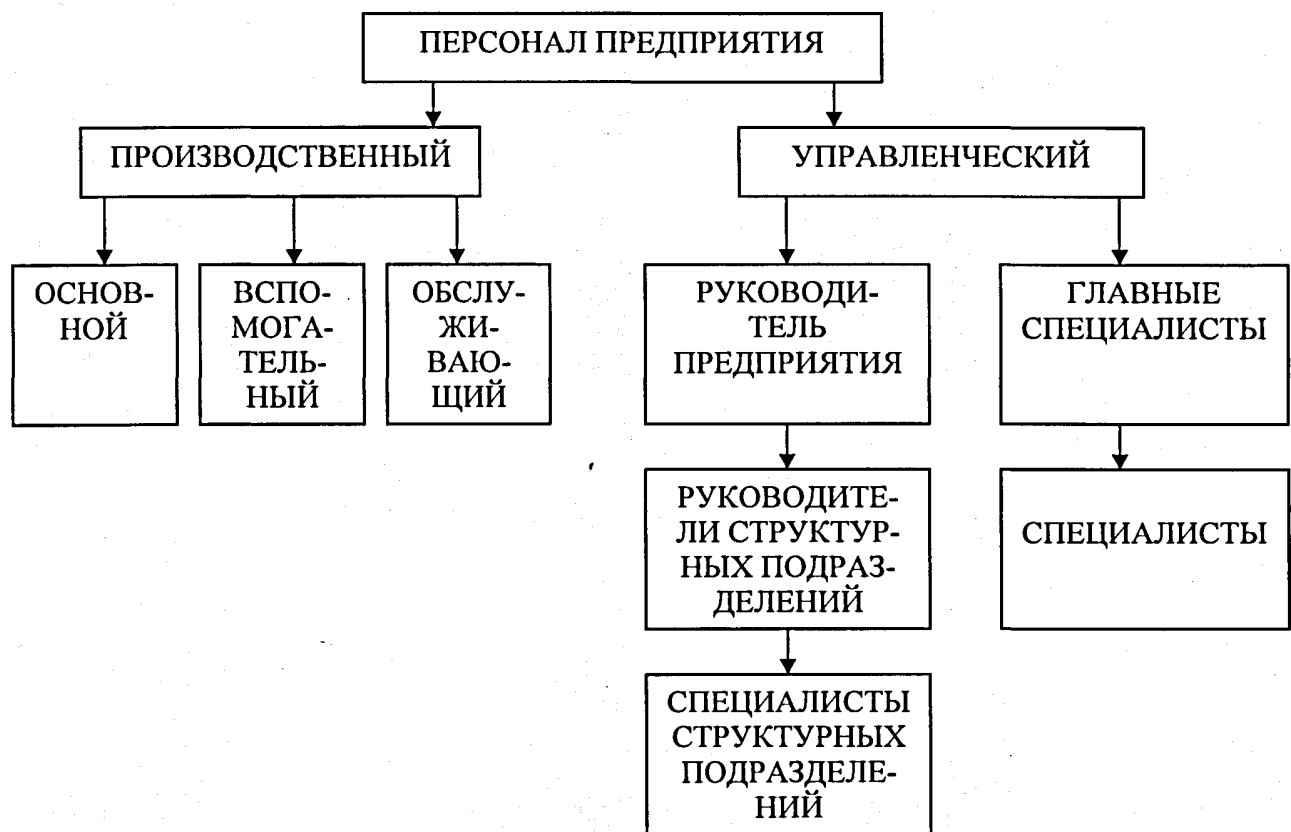 ПЕРСОНАЛ ПРЕДПРИЯТИЯ
ПРОИЗВОДСТВЕННЫЙ
УПРАВЛЕНЧЕСКИЙ
ОСНОВ-
НОЙ
ВСПО-
МОГА-
ТЕЛЬ-
НЫЙ
ОБСЛУ-
ЖИ-
ВАЮ-
ЩИЙ
РУКОВОДИ-
ТЕЛЬ
ПРЕДПРИЯТИЯ
ГЛАВНЫЕ
СПЕЦИАЛИСТЫ
РУКОВОДИТЕ-
ЛИ СТРУКТУР-
НЫХ ПОДРАЗ-
ДЕЛЕНИЙ
СПЕЦИАЛИСТЫ
СПЕЦИАЛИСТЫ
СТРУКТУРНЫХ
ПОДРАЗДЕЛЕ-
НИЙ